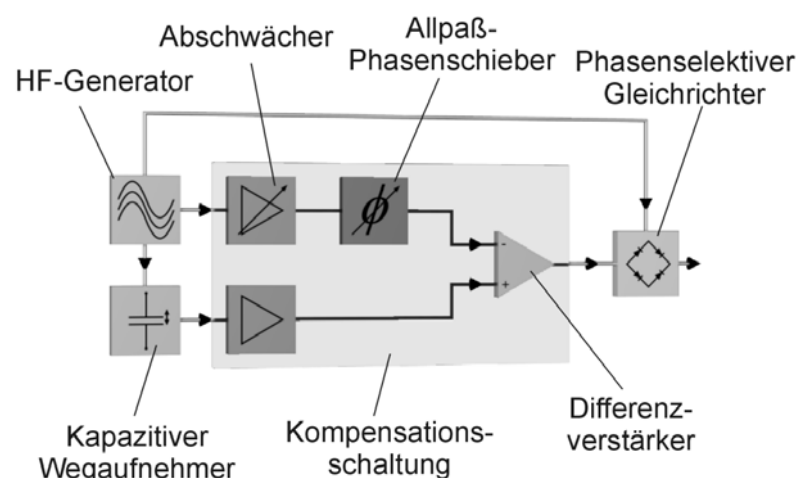 Abschwächer
Allpaß-
Phasenschieber
HF-Generator
Phasenselektiver
Gleichrichter
ϕ
-
+
Kapazitiver
Wegaufnehmer
Kompensations-
schaltung
Differenz-
verstärker